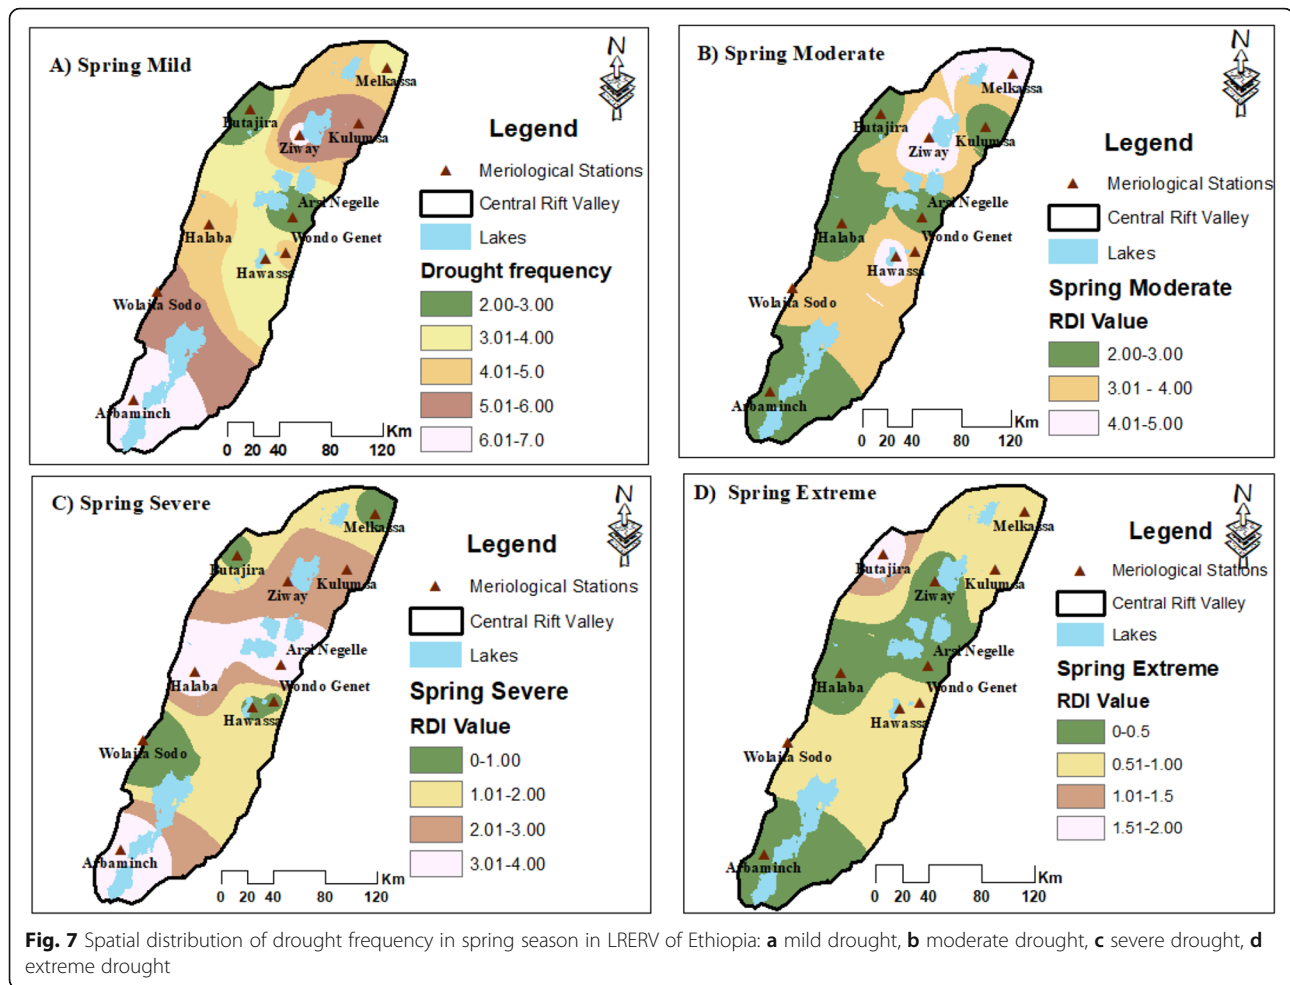 A) Spring Mild
N
Melkassa
Butajira
Ziway
Kulumsa
Arsi Negelle
Halaba
Wondo Genet
Hawassa
Wolaita Sodo
Arbaminch
Legend
Meriological Stations
Central Rift Valley
Lakes
Drought frequency
2.00-3.00
3.01-4.00
4.01-5.0
5.01-6.00
6.01-7.0
Km
0 20 40 80 120
B) Spring Moderate
N
Melkassa
Butajira
Ziway
Kulumsa
Arsi Negelle
Halaba
Wondo Genet
Hawassa
Wolaita Sodo
Arbaminch
Legend
Meriological Stations
Central Rift Valley
Lakes
Spring Moderate
RDI Value
2.00-3.00
3.01 - 4.00
4.01-5.00
Km
0 20 40 80 120
C) Spring Severe
N
Melkassa
Butajira
Ziway
Kulumsa
Arsi Negelle
Halaba
Wondo Genet
Hawassa
Wolaita Sodo
Arbaminch
Legend
Meriological Stations
Central Rift Valley
Lakes
Spring Severe
RDI Value
0-1.00
1.01-2.00
2.01-3.00
3.01-4.00
Km
0 20 40 80 120
D) Spring Extreme
N
Melkassa
Butajira
Ziway
Kulumsa
Arsi Negelle
Halaba
Wondo Genet
Hawassa
Wolaita Sodo
Arbaminch
Legend
Meriological Stations
Central Rift Valley
Lakes
Spring Extreme
RDI Value
0-0.5
0.51-1.00
1.01-1.5
1.51-2.00
Km
0 20 40 80 120
Fig. 7 Spatial distribution of drought frequency in spring season in LRERV of Ethiopia: a mild drought, b moderate drought, c severe drought, d
extreme drought